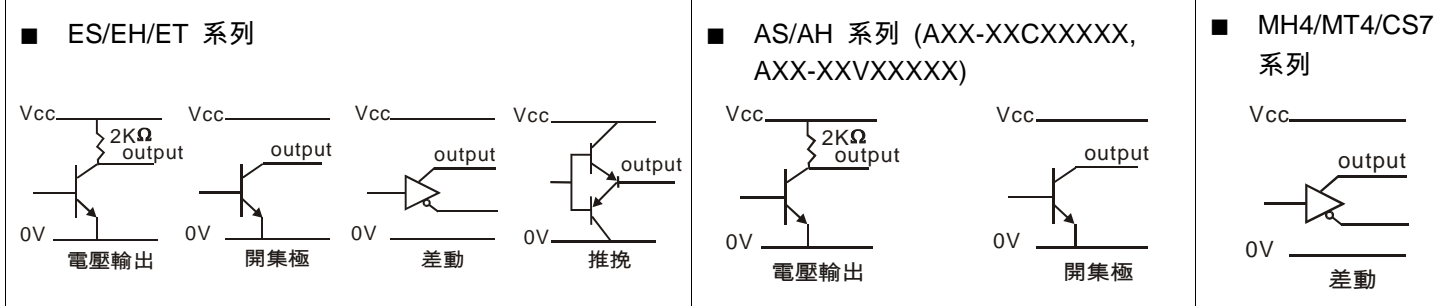 ■ ES/EH/ET 系列
Vcc
2KΩ
output
0V
電壓輸出
Vcc
output
0V
開集極
Vcc
output
0V
差動
Vcc
output
0V
推挽
■ AS/AH 系列 (AXX-XXCXXXXX,
AXX-XXVXXXXX)
Vcc
2KΩ
output
0V
電壓輸出
Vcc
output
0V
開集極
■ MH4/MT4/CS7
系列
Vcc
output
0V
差動